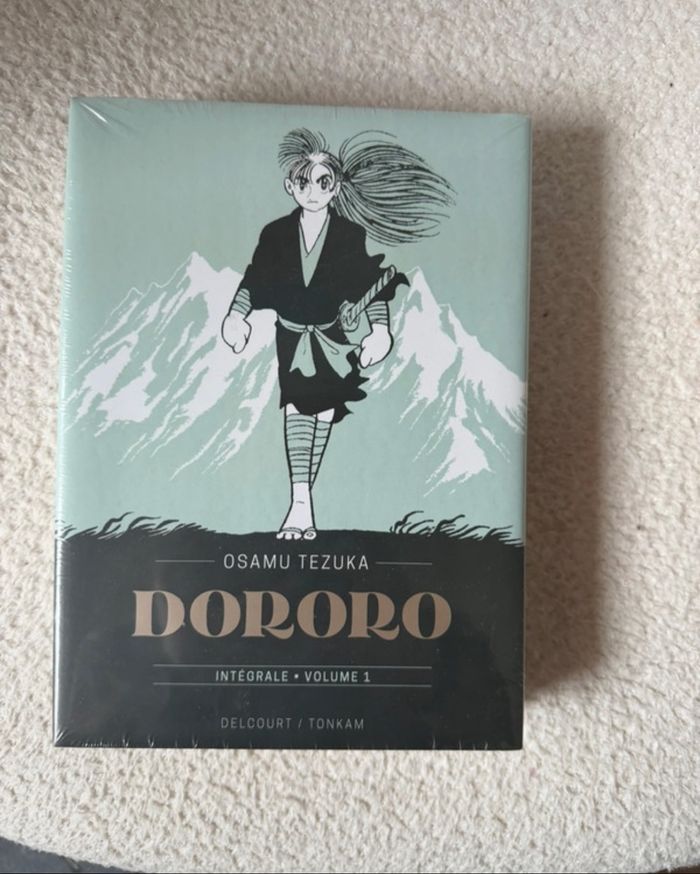 OSAMU TEZUKA
DORORO
INTÉGRALE • VOLUME 1
DELCOURT / TONKAM